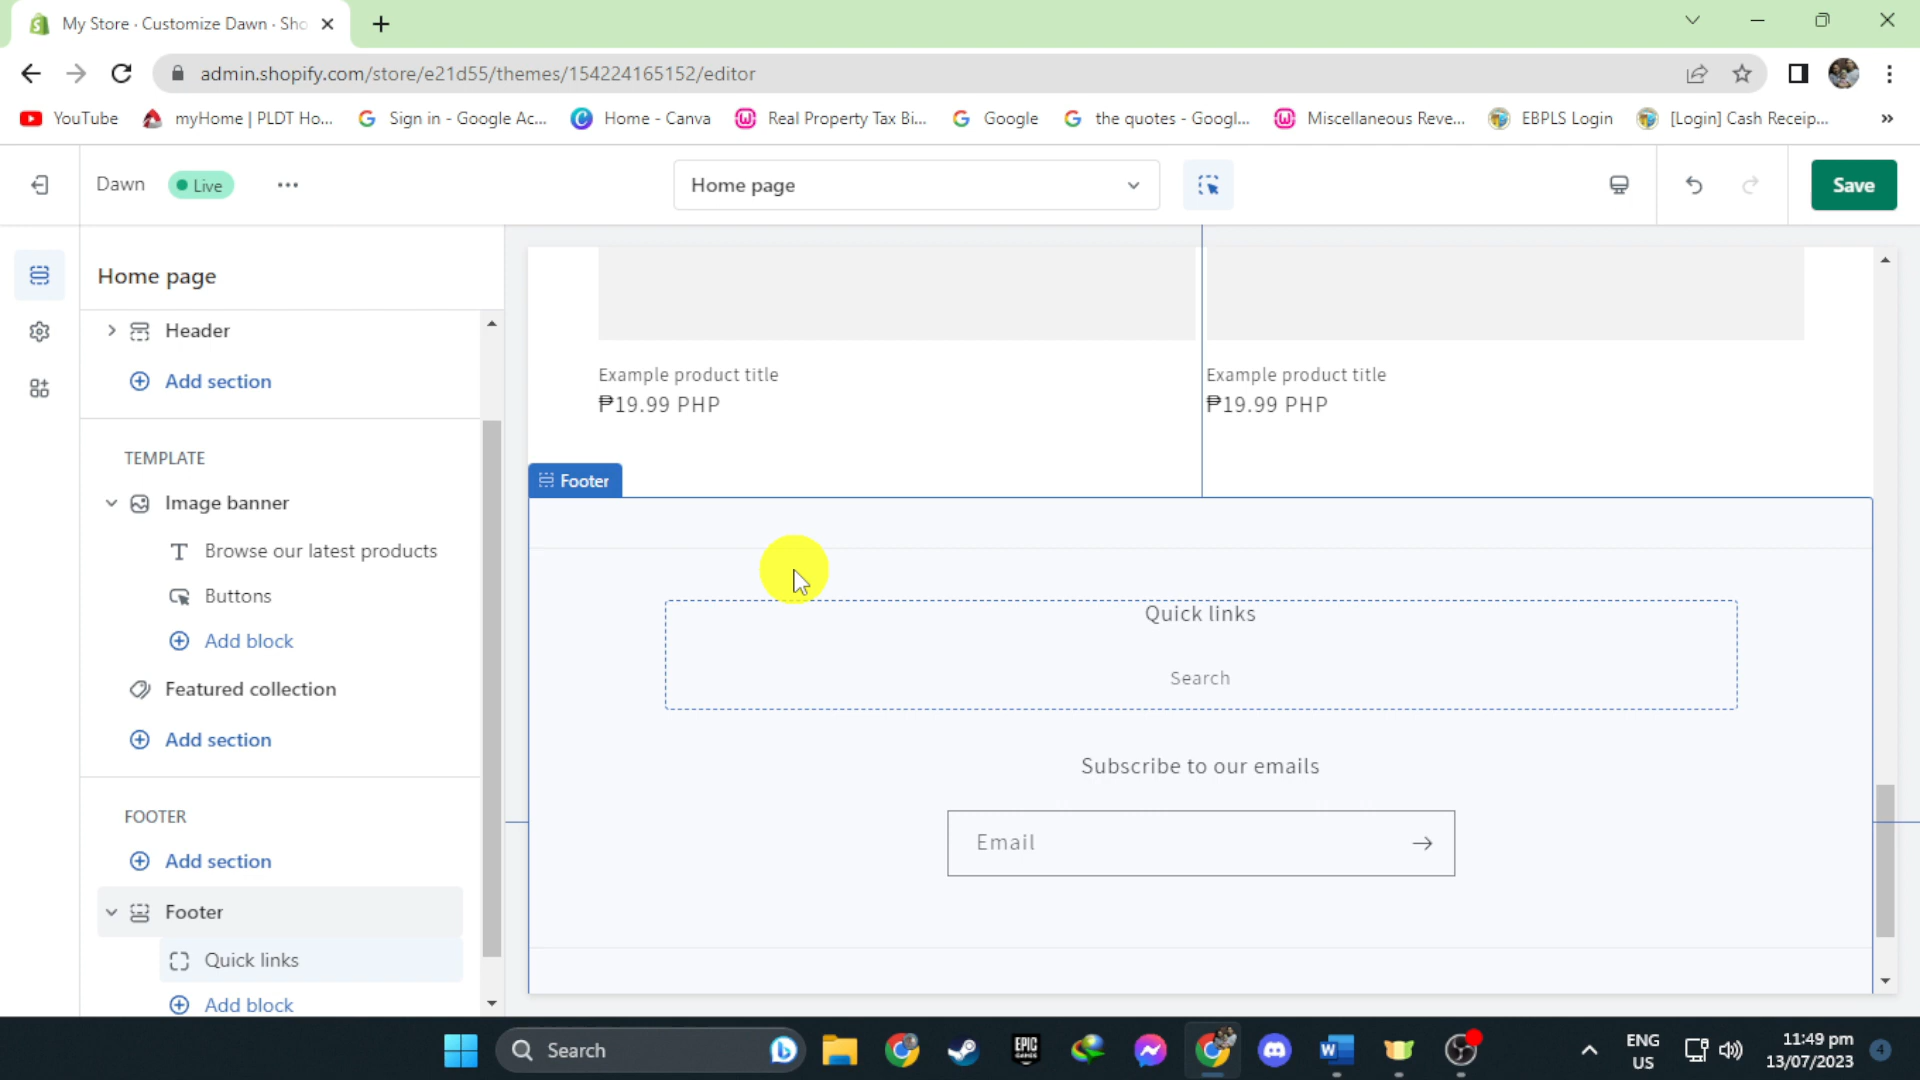 My Store · Customize Dawn · Sho
admin.shopify.com/store/e21d55/themes/154224165152/editor
YouTube
myHome | PLDT Ho...
Sign in - Google Ac...
Home - Canva
Real Property Tax Bi...
Google
the quotes - Googl...
Miscellaneous Reve...
EBPLS Login
[Login] Cash Receip...
Dawn
Live
Home page
Save
Home page
Header
Add section
TEMPLATE
Image banner
Browse our latest products
Buttons
Add block
Featured collection
Add section
FOOTER
Add section
Footer
Quick links
Add block
Example product title
₱19.99 PHP
Example product title
₱19.99 PHP
Footer
Quick links
Search
Subscribe to our emails
Email
Search
EPIC
GAMES
ENG
US
11:49 pm
13/07/2023
4